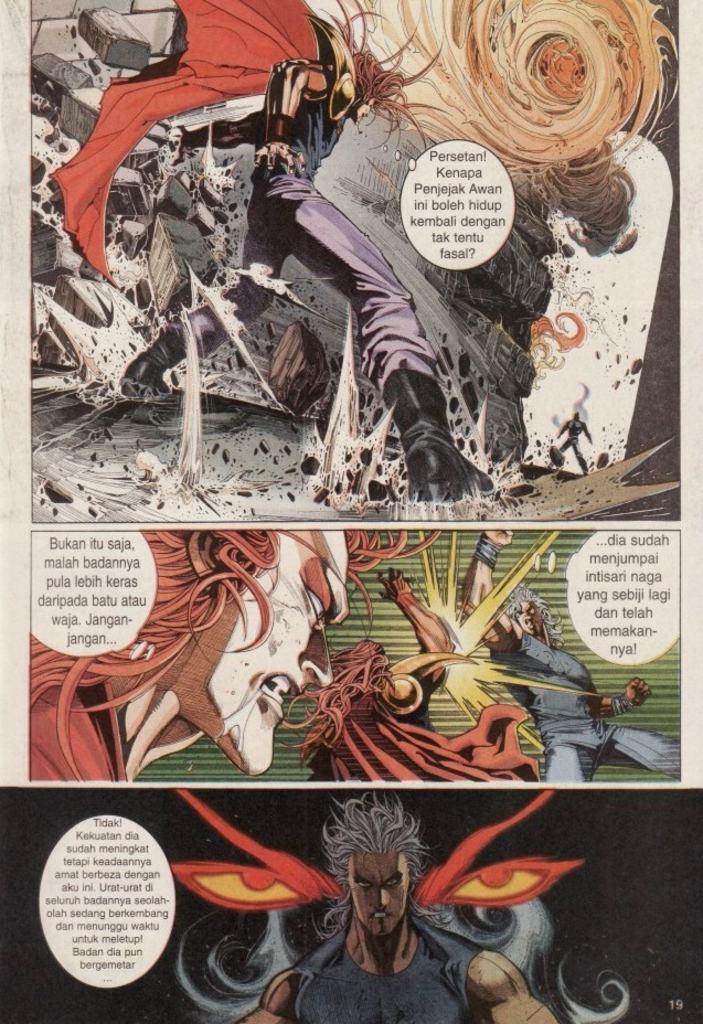 Persetan!
Kenapa
Penjejak Awan
ini boleh hidup
kembali dengan
tak tentu
fasal?
Bukan itu saja,
malah badannya
pula lebih keras
daripada batu atau
waja. Jangan-
jangan...
...dia sudah
menjumpai
intisari naga
yang sebiji lagi
dan telah
memakan-
nya!
Tidak!
Kekuatan dia
sudah meningkat
tetapi keadaannya
amat berbeza dengan
aku ini. Urat-urat di
seluruh badannya seolah-
olah sedang berkembang
dan menunggu waktu
untuk meletup!
Badan dia pun
bergemetar
...
19